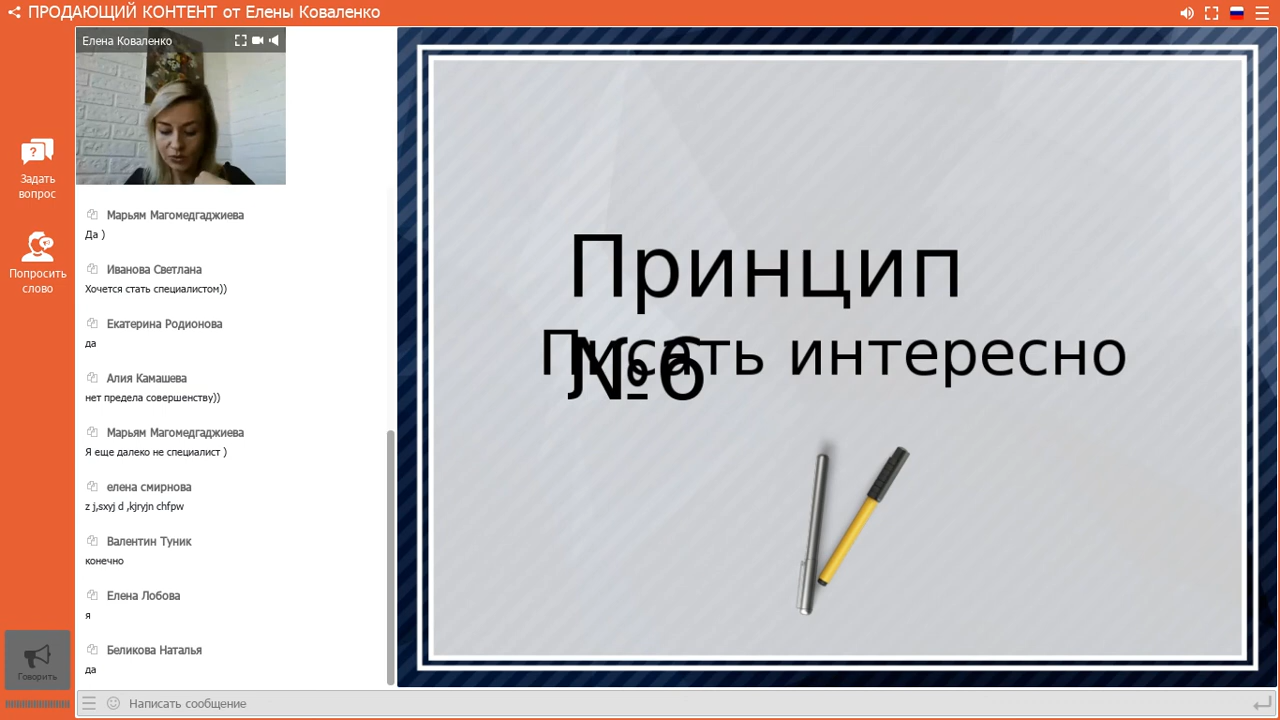 ПРОДАЮЩИЙ КОНТЕНТ от Елены Коваленко
Елена Коваленко
Задать
вопрос
Попросить
слово
Говорить
Марьям Магомедгаджиева
Да )
Иванова Светлана
Хочется стать специалистом))
Екатерина Родионова
да
Алия Камашева
нет предела совершенству))
Марьям Магомедгаджиева
Я еще далеко не специалист )
елена смирнова
z j,sxyj d ,kjryjn chfpw
Валентин Туник
конечно
Елена Лобова
я
Беликова Наталья
да
Написать сообщение
Принцип
№6
Писать интересно